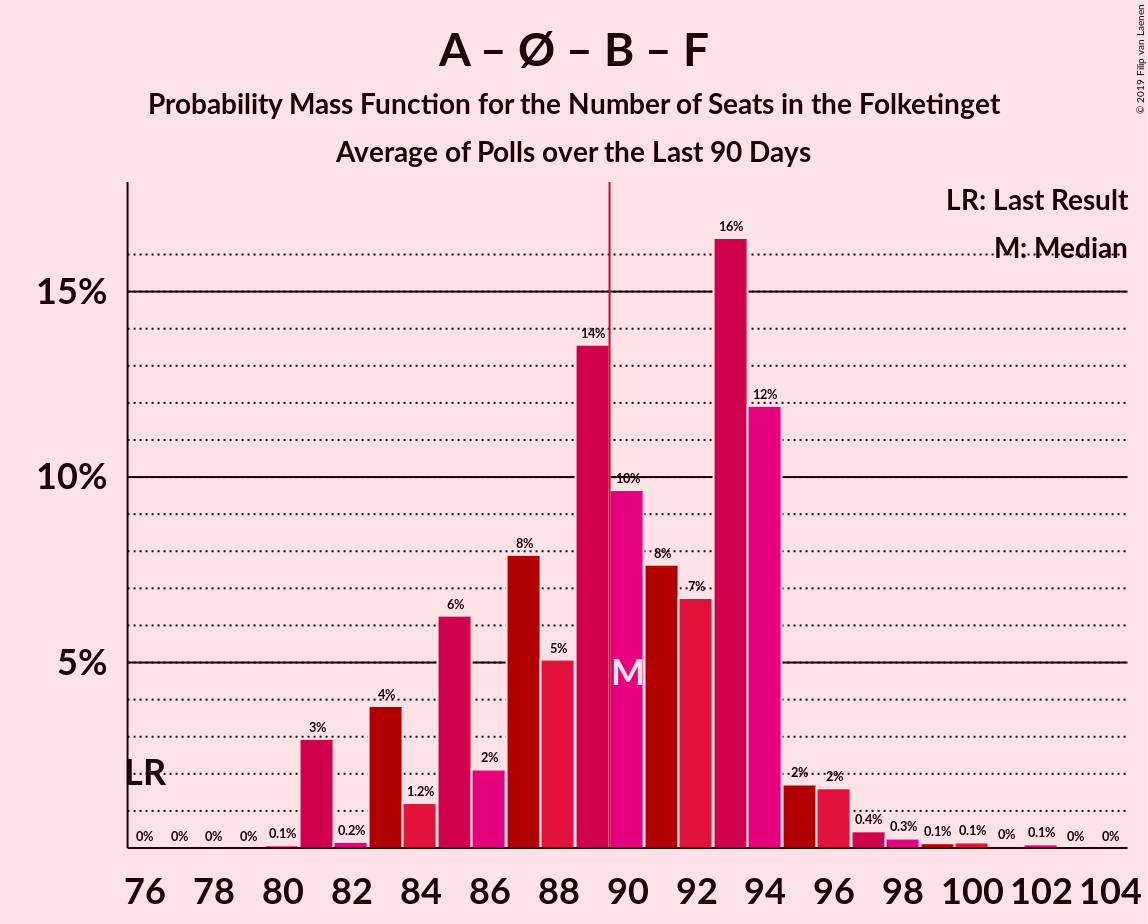 A – Ø – B – F
Probability Mass Function for the Number of Seats in the Folketinget
Average of Polls over the Last 90 Days
© 2019 Filip van Laenen
LR: Last Result
M: Median
15%
10%
5%
LR
M
0% 0% 0% 0% 0.1% 3% 0.2% 4% 1.2% 6% 2% 8% 5% 14% 10% 8% 7% 16% 12% 2% 2% 0.4% 0.3% 0.1% 0.1% 0% 0.1% 0% 0%
76 78 80 82 84 86 88 90 92 94 96 98 100 102 104